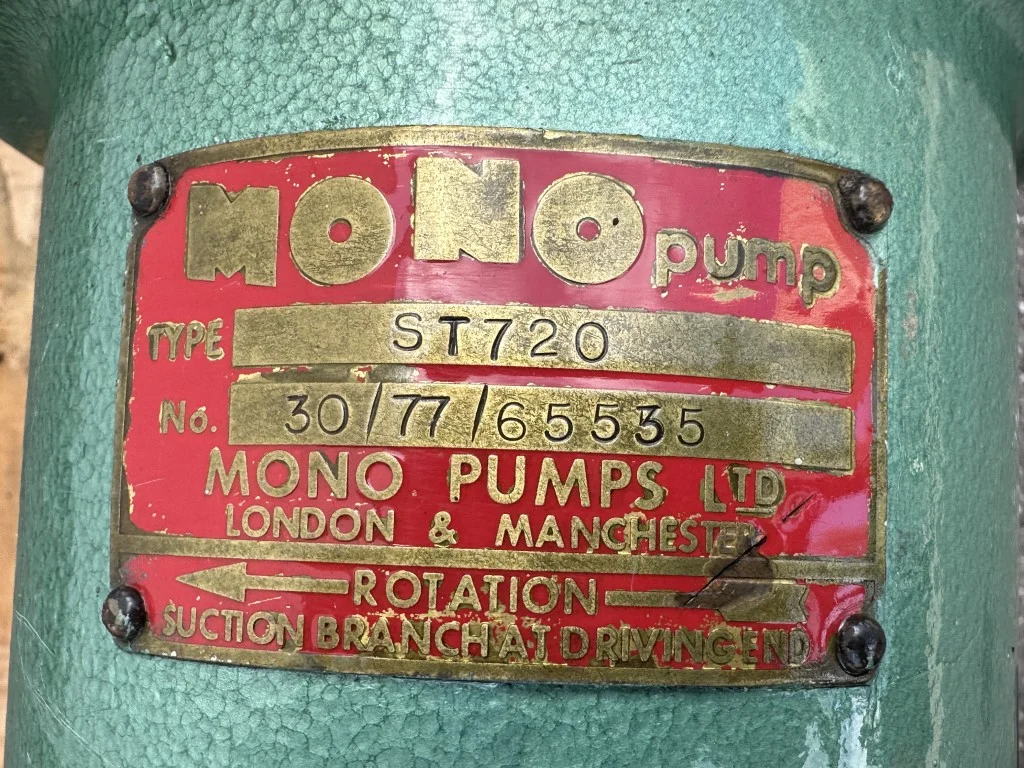 MONO pump
TYPE ST720
No. 30/77/65535
MONO PUMPS LTD
LONDON & MANCHESTER
ROTATION
SUCTION BRANCH AT DRIVING END